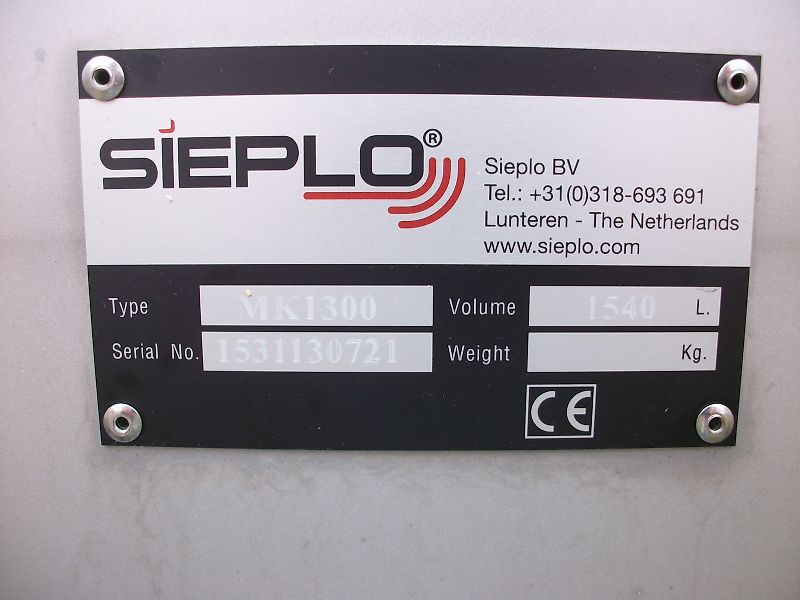 SIEPLO®
Sieplo BV
Tel.: +31(0)318-693 691
Lunteren - The Netherlands
www.sieplo.com
Type MK1300 Volume 1540 L.
Serial No. 1531130721 Weight Kg.
CE